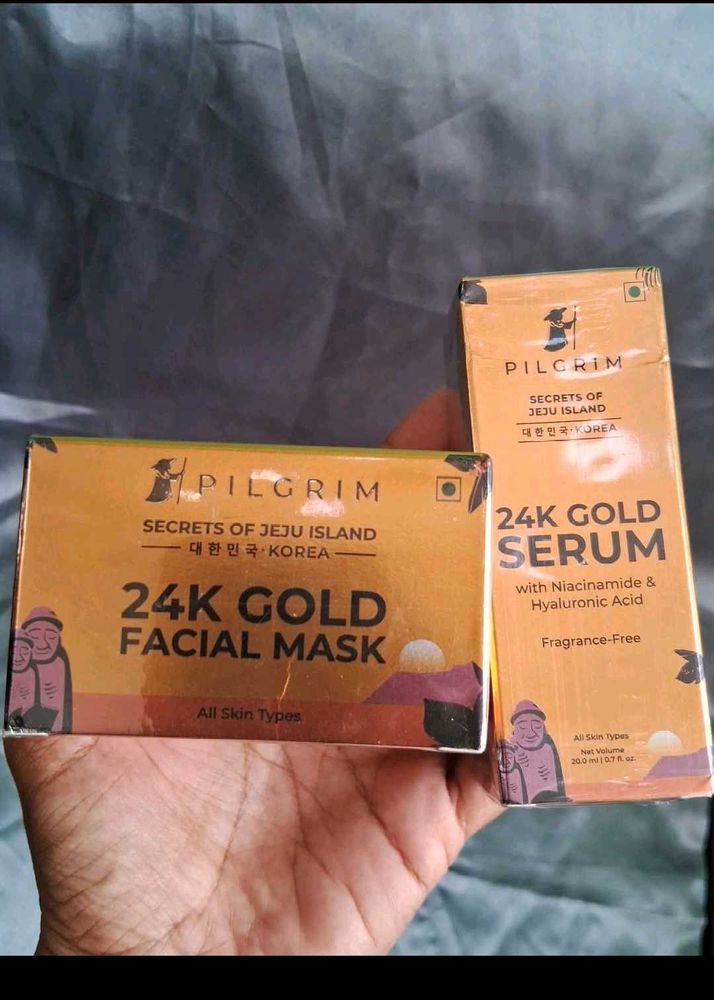 PILGRIM
SECRETS OF JEJU ISLAND
대한민국·KOREA
24K GOLD
FACIAL MASK
All Skin Types
PILGRIM
SECRETS OF
JEJU ISLAND
대한민국·KOREA
24K GOLD
SERUM
with Niacinamide &
Hyaluronic Acid
Fragrance-Free
All Skin Types
Net Volume
20.0 ml | 0.7 fl. oz.